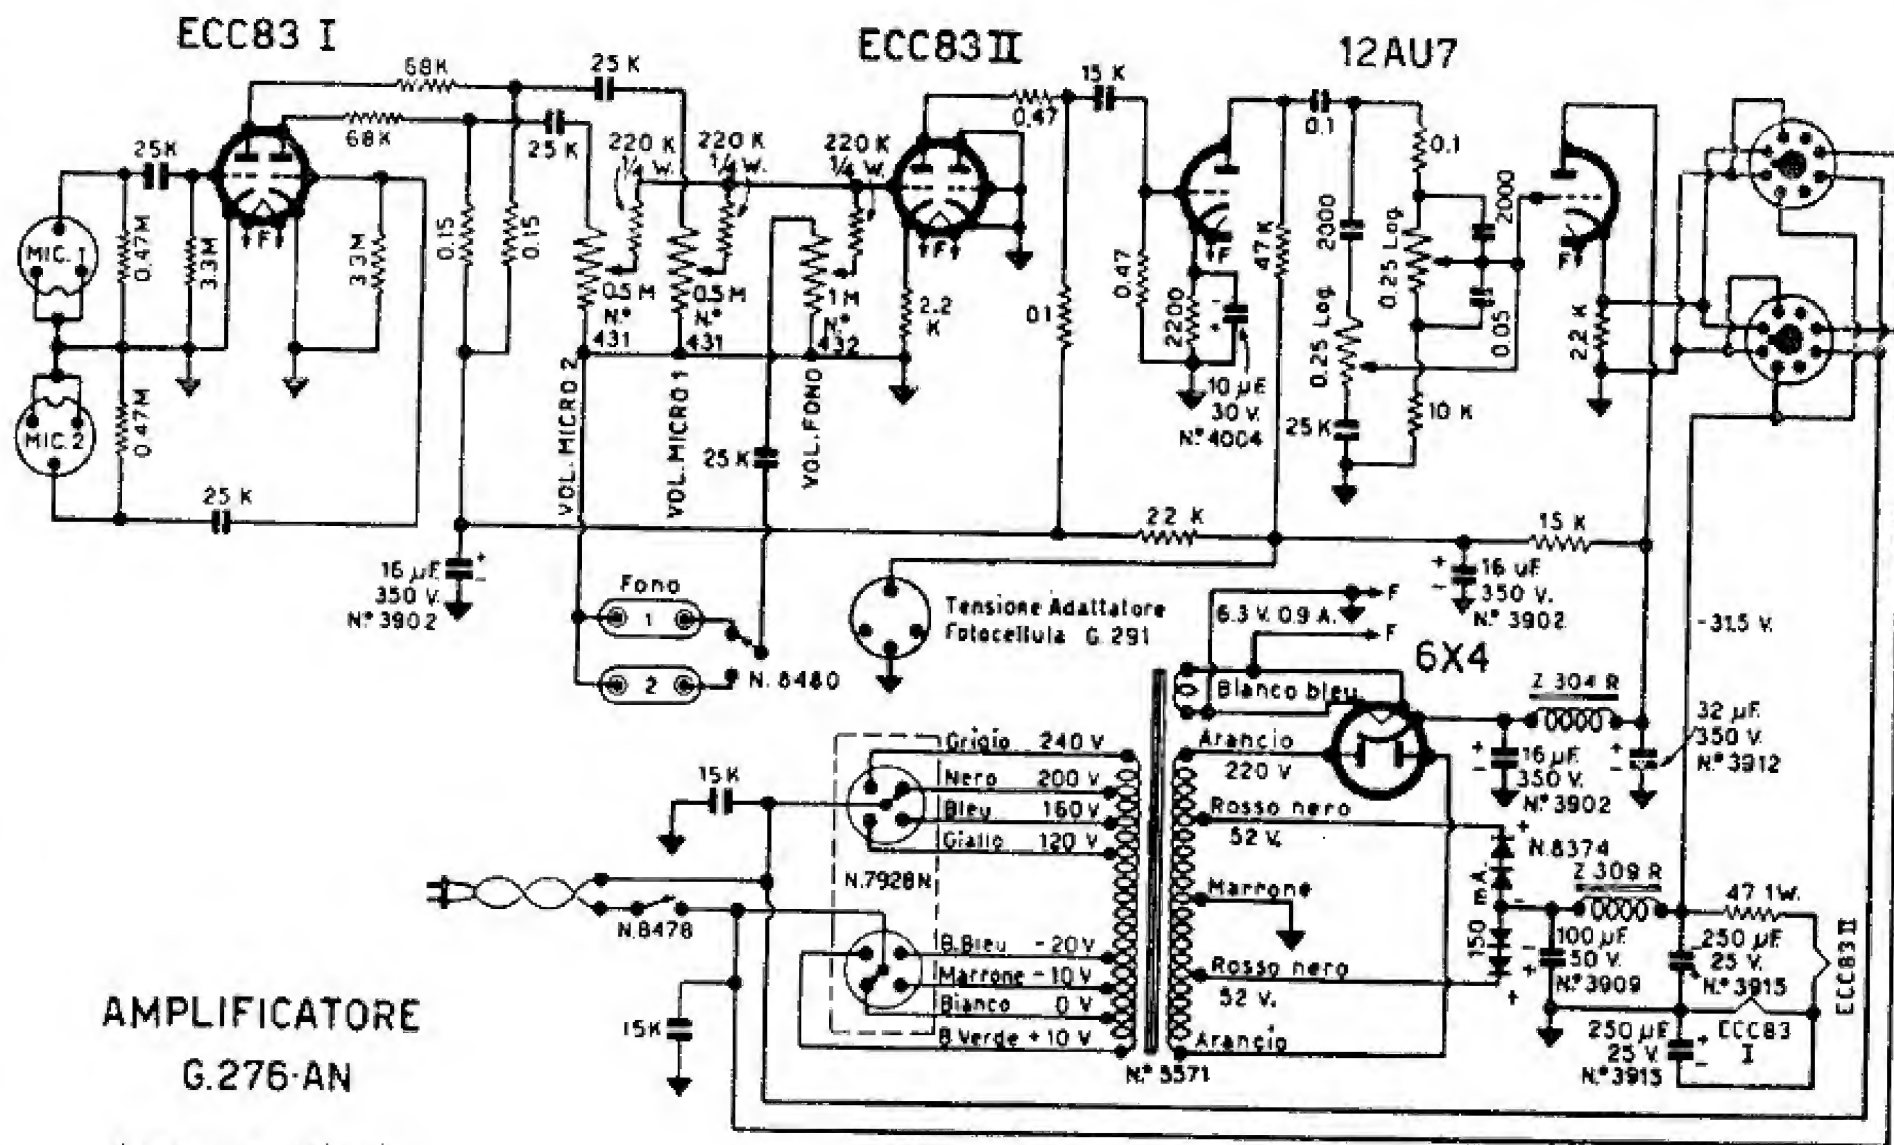 ECC83 I
ECC83 II
12AU7
68K
25 K
15 K
68K
25 K
0.47
0.1
0.1
25K
220 K
¼ W.
220 K
¼ W.
220 K
¼ W.
MIC. 1
0.47M
3.3M
F
3.3M
0.15
0.15
0.5 M
N.º
431
0.5 M
N.º
431
1 M
N.º
432
F
2.2
K
01
0.47
2200
F
47 K
2000
0.25 Log.
0.25 Log.
2000
0.05
F
2.2 K
10 µF.
30 V.
N.º 4004
25 K
10 K
MIC. 2
0.47M
25 K
VOL. MICRO 2
VOL. MICRO 1
25 K
VOL. FONO
22 K
15 K
16 µF.
350 V.
N.º 3902
Fono
1
2
N. 8480
Tensione Adattatore
Fotocellula G. 291
6.3 V. 0.9 A.
F
F
16 uF.
350 V.
N.º 3902
-31.5 V.
6X4
Blanco bleu
Z 304 R
32 µF.
350 V.
N.º 3912
16 µF.
350 V.
N.º 3902
15K
Grigio 240 V
Nero 200 V
Bleu 160 V
Giallo 120 V
N.7928N
Arancio
220 V
Rosso nero
52 V.
Marrone
Rosso nero
52 V.
Arancio
N.8374
150 mA.
Z 309 R
47 1W.
100 µF.
50 V.
N.º 3909
250 µF.
25 V.
N.º 3915
ECC83 II
250 µF
25 V.
N.º 3915
ECC83
I
N.8478
B.Bleu - 20 V
Marrone - 10 V
Bianco 0 V
B Verde + 10 V
15K
N.º 5571
AMPLIFICATORE
G.276-AN